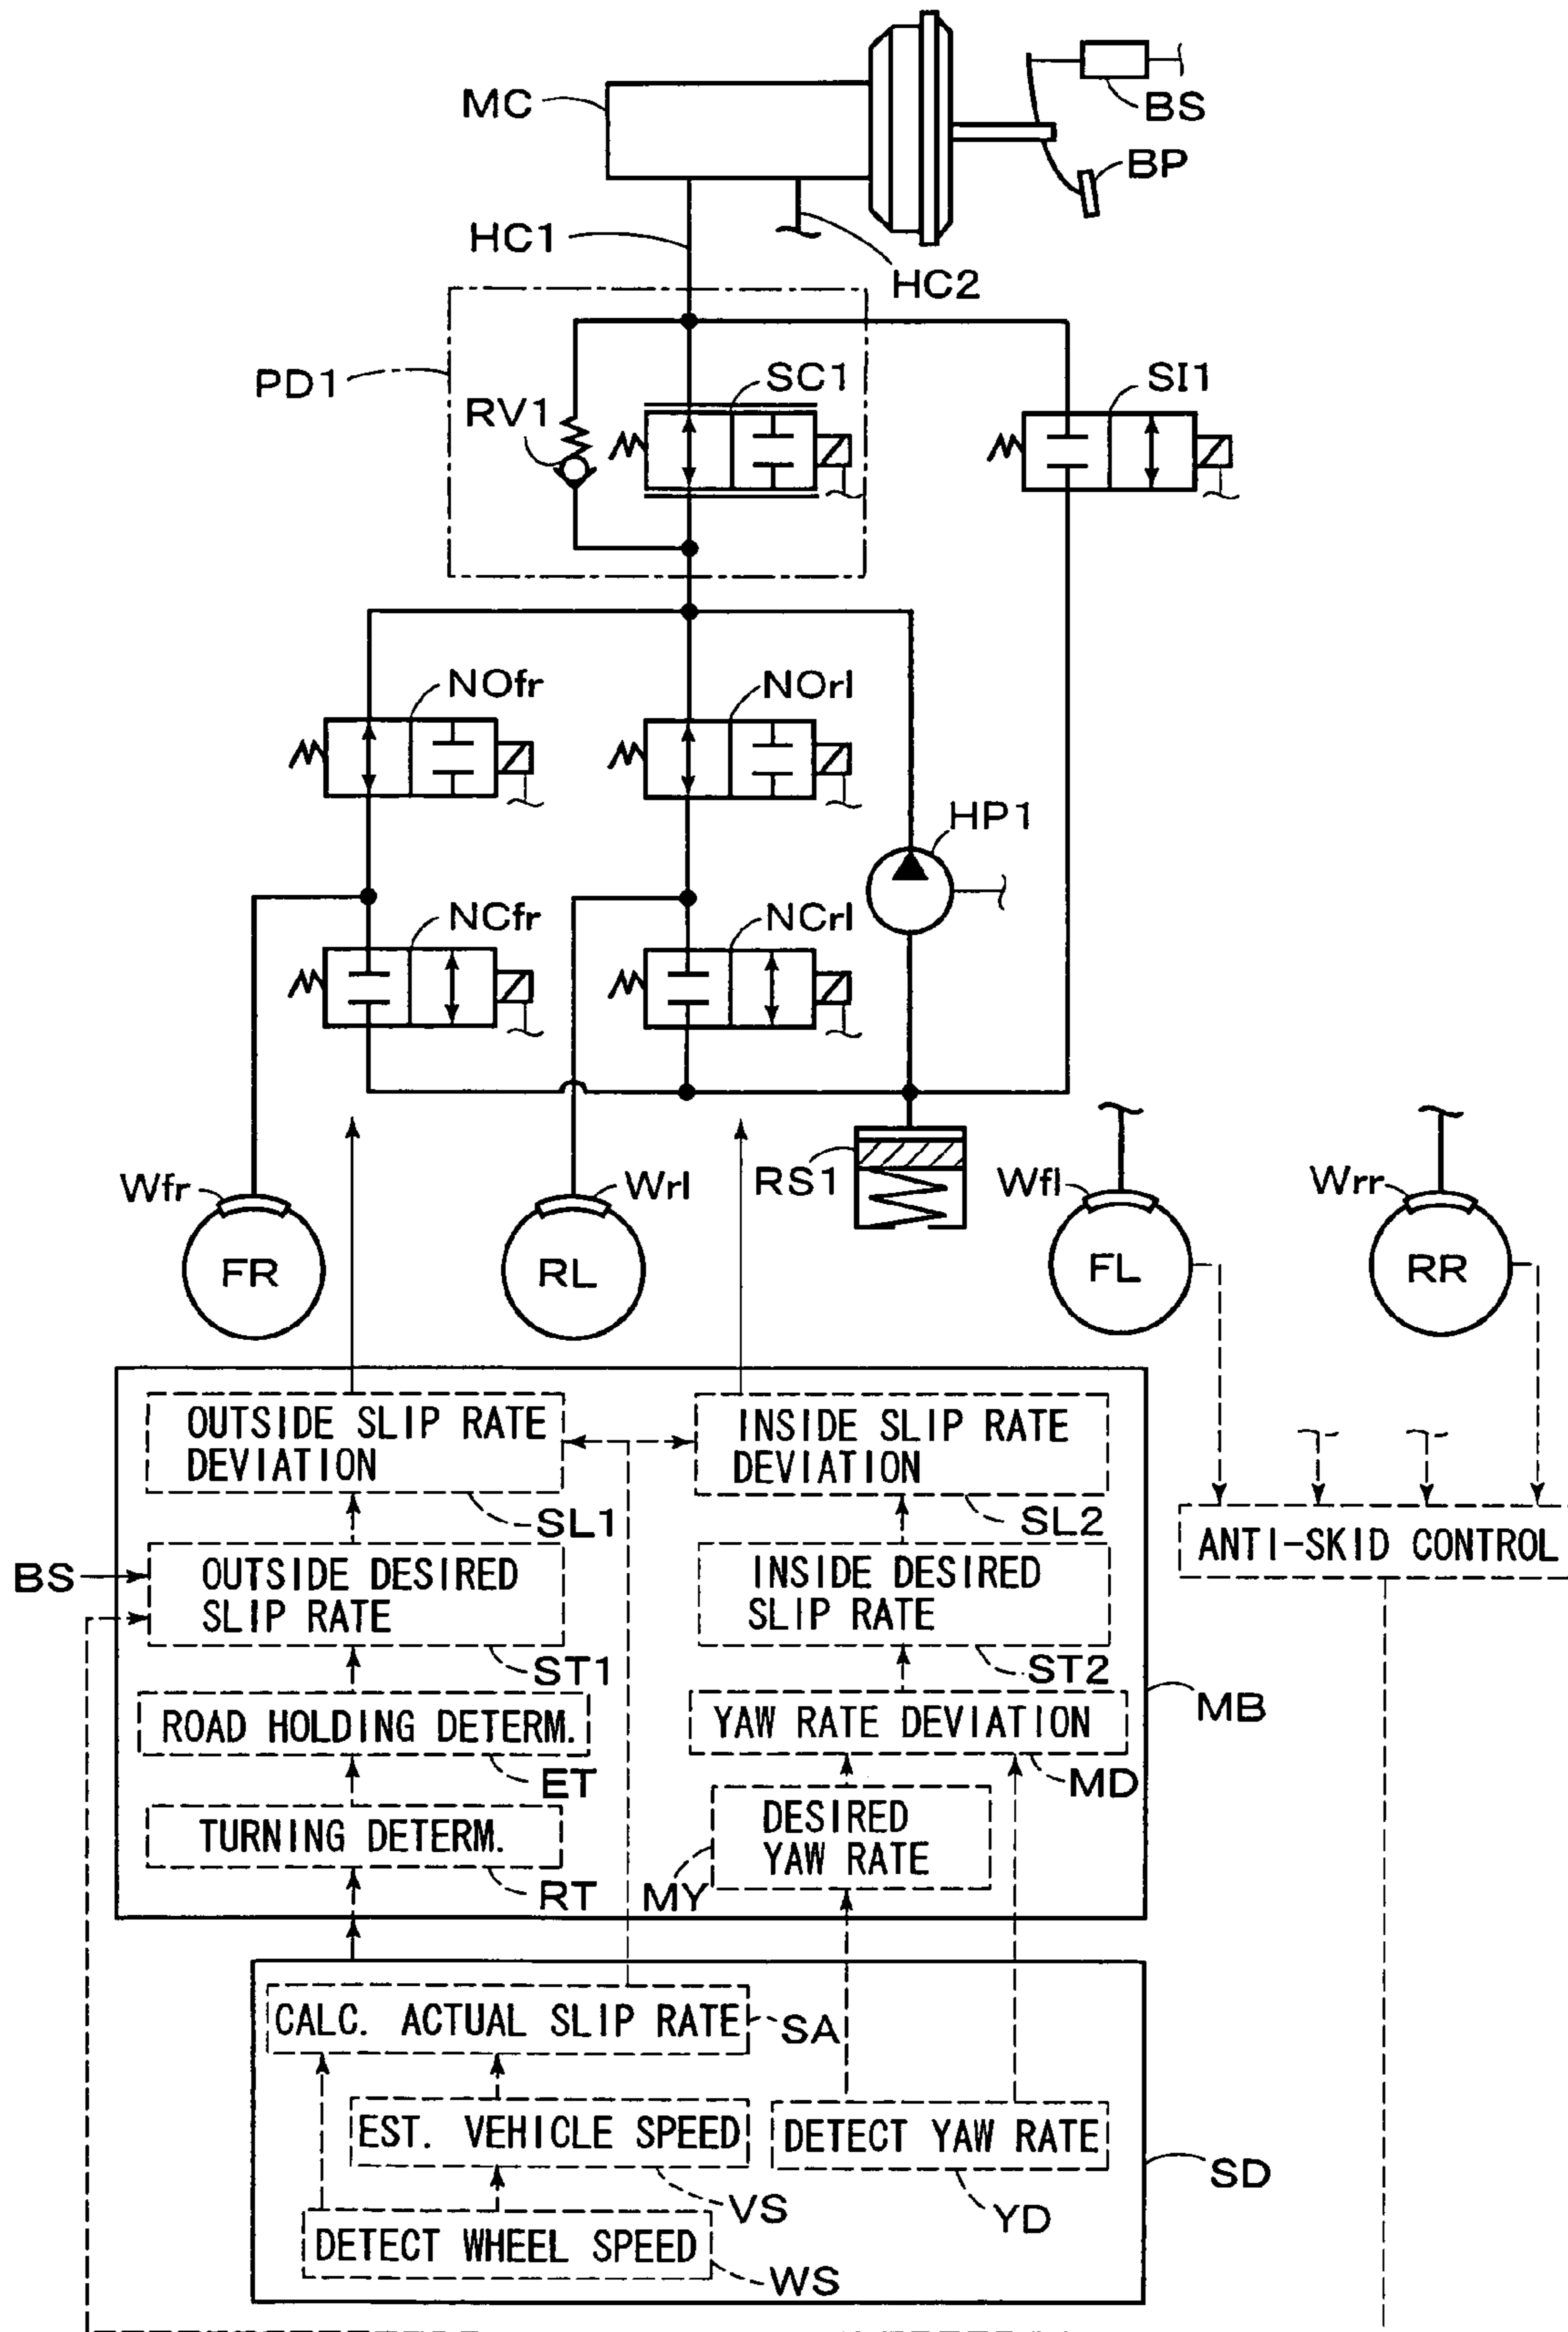 MC
BS
BP
HC1
HC2
PD1
SC1
SI1
RV1
NOfr
NOrl
HP1
NCfr
NCrl
RS1
Wfr
Wrl
Wfl
Wrr
FR
RL
FL
RR
OUTSIDE SLIP RATE
DEVIATION
INSIDE SLIP RATE
DEVIATION
SL1
SL2
ANTI-SKID CONTROL
BS
OUTSIDE DESIRED
SLIP RATE
INSIDE DESIRED
SLIP RATE
ST1
ST2
MB
ROAD HOLDING DETERM.
YAW RATE DEVIATION
ET
MD
TURNING DETERM.
DESIRED
YAW RATE
RT
MY
CALC. ACTUAL SLIP RATE
SA
EST. VEHICLE SPEED
DETECT YAW RATE
SD
VS
YD
DETECT WHEEL SPEED
WS